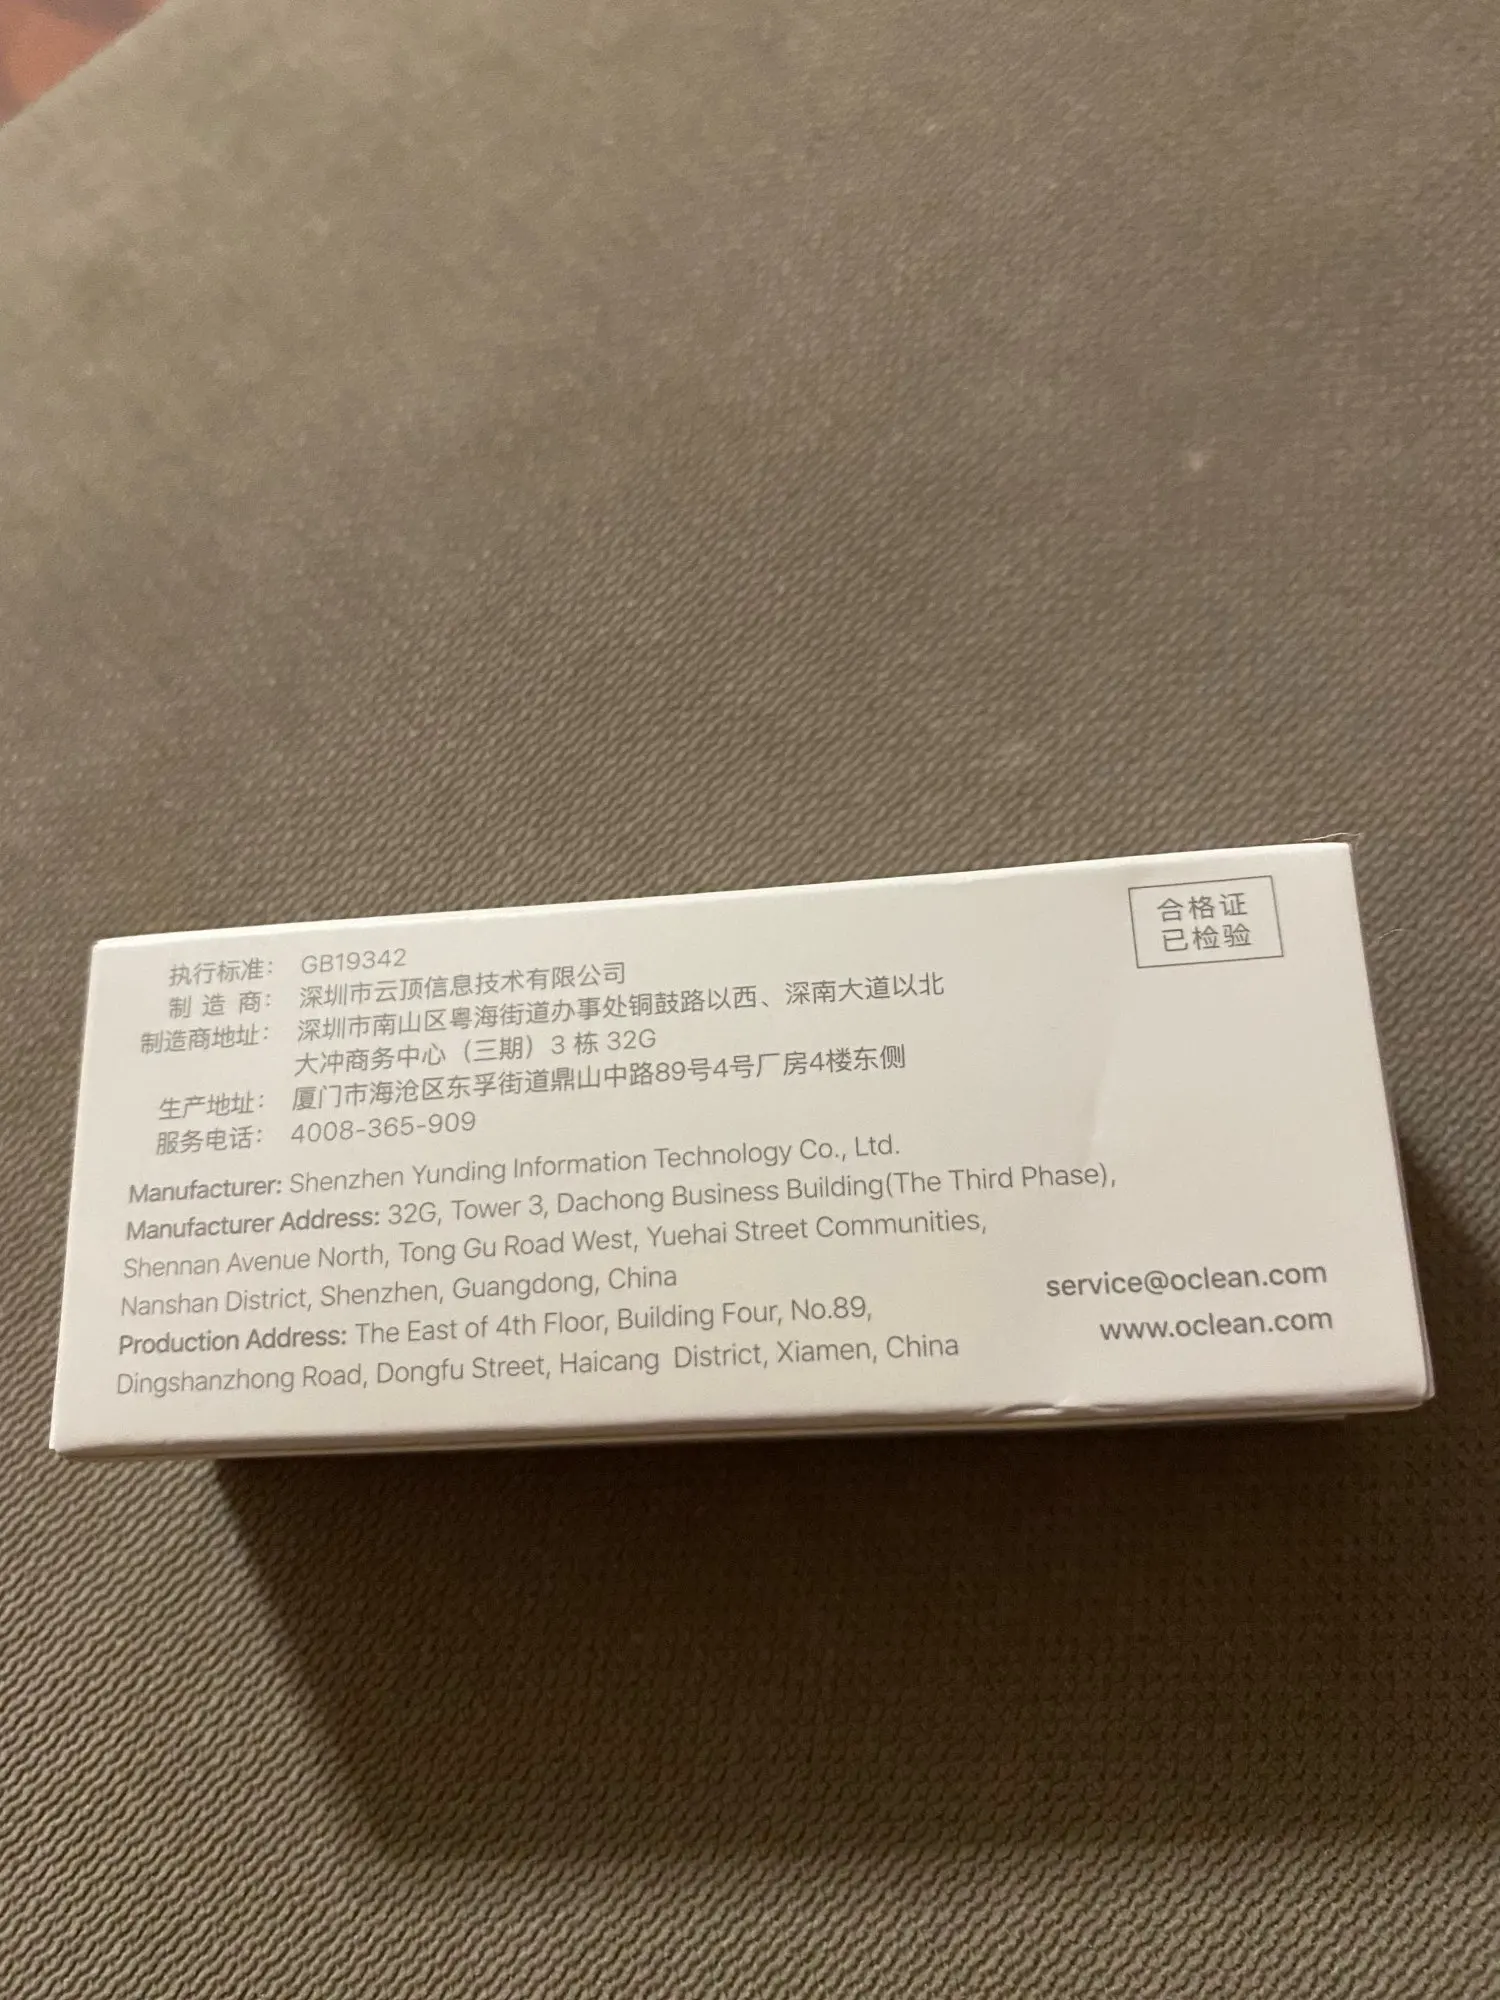 合格证
已检验
执行标准： GB19342
制 造 商： 深圳市云顶信息技术有限公司
制造商地址： 深圳市南山区粤海街道办事处铜鼓路以西、深南大道以北
大冲商务中心（三期）3 栋 32G
生产地址： 厦门市海沧区东孚街道鼎山中路89号4号厂房4楼东侧
服务电话： 4008-365-909
Manufacturer: Shenzhen Yunding Information Technology Co., Ltd.
Manufacturer Address: 32G, Tower 3, Dachong Business Building(The Third Phase),
Shennan Avenue North, Tong Gu Road West, Yuehai Street Communities,
Nanshan District, Shenzhen, Guangdong, China
Production Address: The East of 4th Floor, Building Four, No.89,
Dingshanzhong Road, Dongfu Street, Haicang District, Xiamen, China
service@oclean.com
www.oclean.com